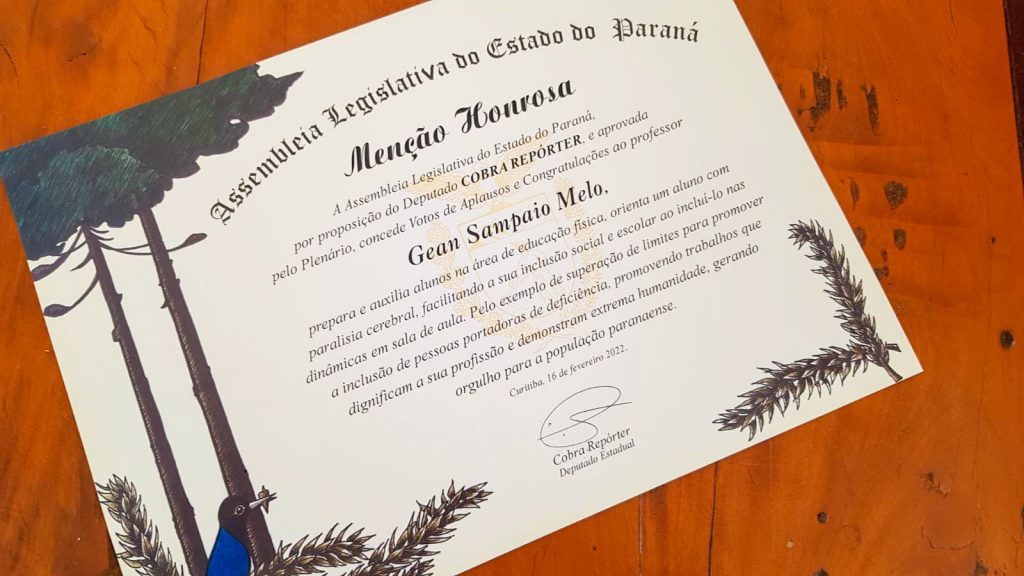 Assembleia Legislativa do Estado do Paraná
Menção Honrosa
A Assembleia Legislativa do Estado do Paraná,
por proposição do Deputado COBRA REPÓRTER, e aprovada
pelo Plenário, concede Votos de Aplausos e Congratulações ao professor
Gean Sampaio Melo,
prepara e auxilia alunos na área de educação física, orienta um aluno com
paralisia cerebral, facilitando a sua inclusão social e escolar ao incluí-lo nas
dinâmicas em sala de aula. Pelo exemplo de superação de limites para promover
a inclusão de pessoas portadoras de deficiência, promovendo trabalhos que
dignificam a sua profissão e demonstram extrema humanidade, gerando
orgulho para a população paranaense.
Curitiba, 16 de fevereiro 2022.
Cobra Repórter
Deputado Estadual